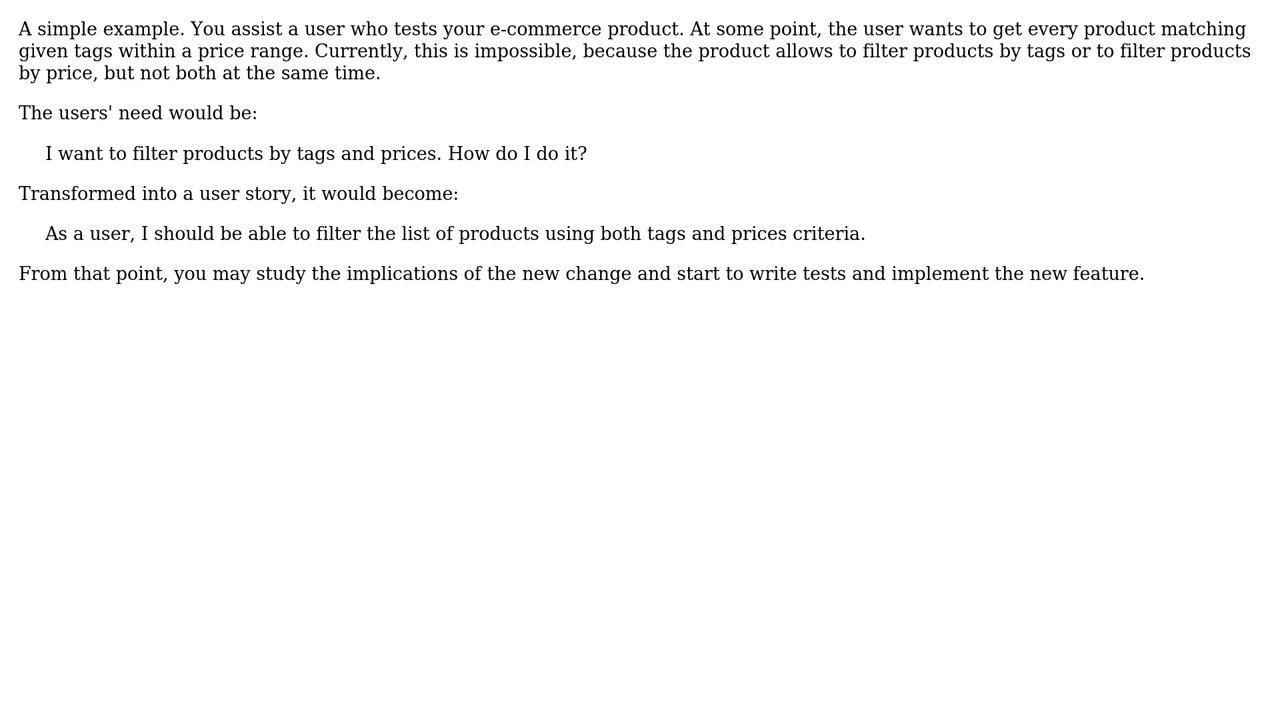 A simple example. You assist a user who tests your e-commerce product. At some point, the user wants to get every product matching
given tags within a price range. Currently, this is impossible, because the product allows to filter products by tags or to filter products
by price, but not both at the same time.
The users' need would be:
I want to filter products by tags and prices. How do I do it?
Transformed into a user story, it would become:
As a user, I should be able to filter the list of products using both tags and prices criteria.
From that point, you may study the implications of the new change and start to write tests and implement the new feature.